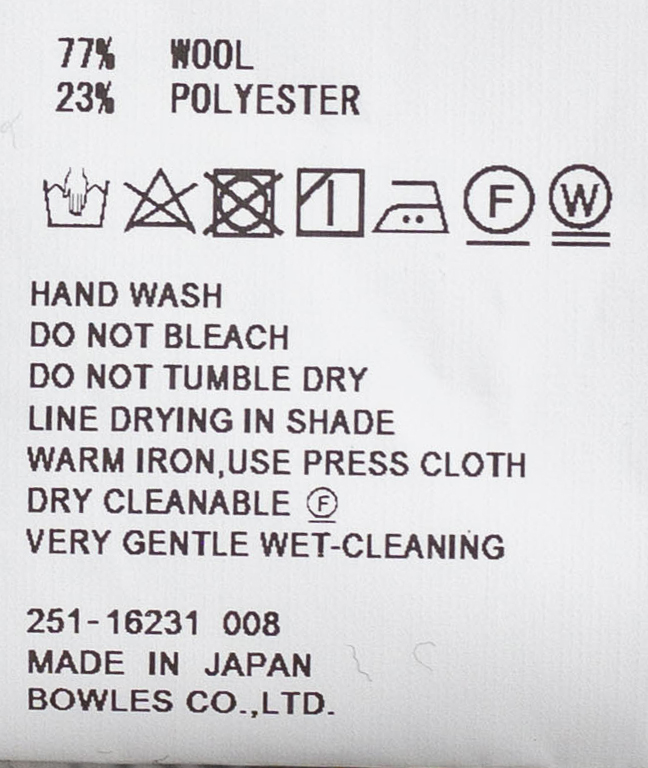 77% WOOL
23% POLYESTER
F W
HAND WASH
DO NOT BLEACH
DO NOT TUMBLE DRY
LINE DRYING IN SHADE
WARM IRON,USE PRESS CLOTH
DRY CLEANABLE Ⓕ
VERY GENTLE WET-CLEANING
251-16231 008
MADE IN JAPAN
BOWLES CO.,LTD.